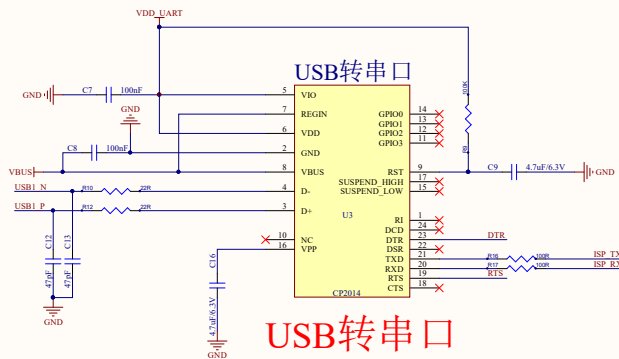 VDD_UART
USB转串口
GND
C7
100nF
5
VIO
7
REGIN
GPIO0
14
GPIO1
13
6
VDD
GPIO2
12
GPIO3
11
GND
C8
100nF
2
GND
R9
VBUS
8
VBUS
RST
9
C9
4.7uF/6.3V
GND
SUSPEND_HIGH
17
SUSPEND_LOW
15
USB1_N
R10
22R
4
D-
USB1_P
R12
22R
3
D+
U3
RI
1
DCD
24
10
NC
DTR
23
DTR
16
VPP
DSR
22
TXD
21
R16
100R
ISP_TX
RXD
20
R17
100R
ISP_RX
RTS
19
RTS
CTS
18
C12
47pF
C13
47pF
GND
C16
4.7uF/6.3V
GND
CP2014
USB转串口